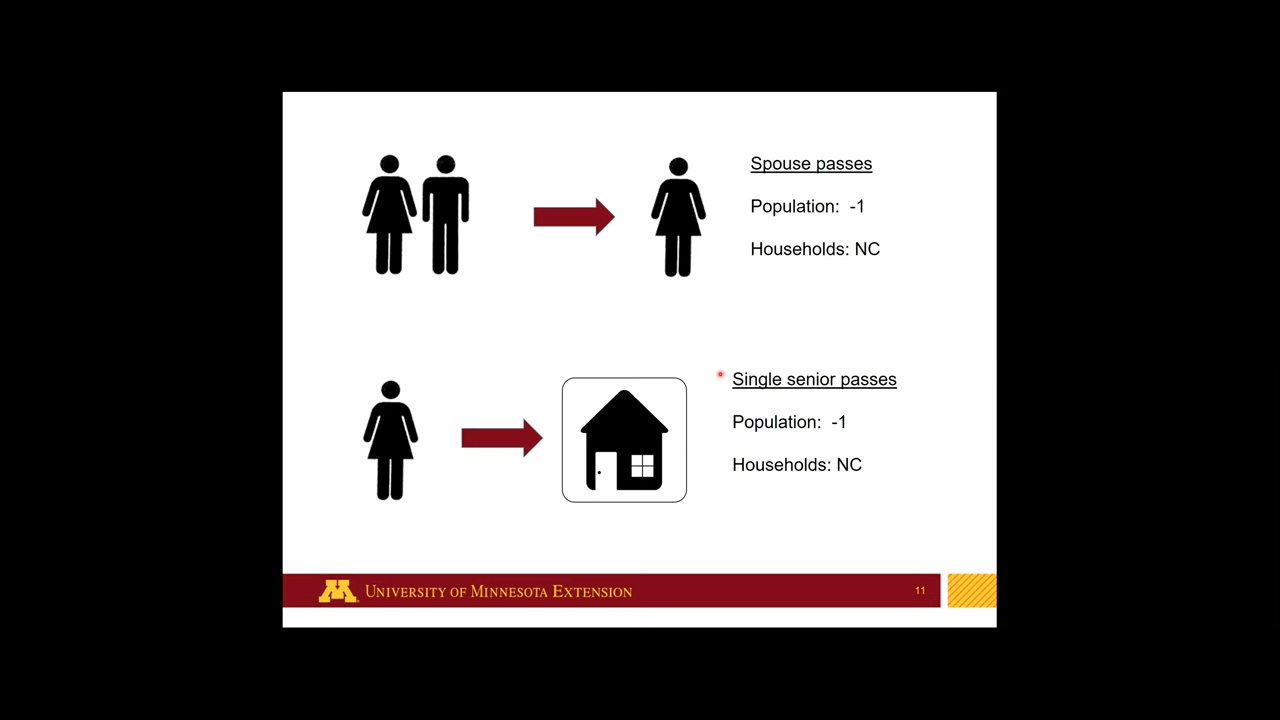 Spouse passes
Population:  -1
Households: NC
Single senior passes
Population:  -1
Households: NC
M
UNIVERSITY OF MINNESOTA EXTENSION
11